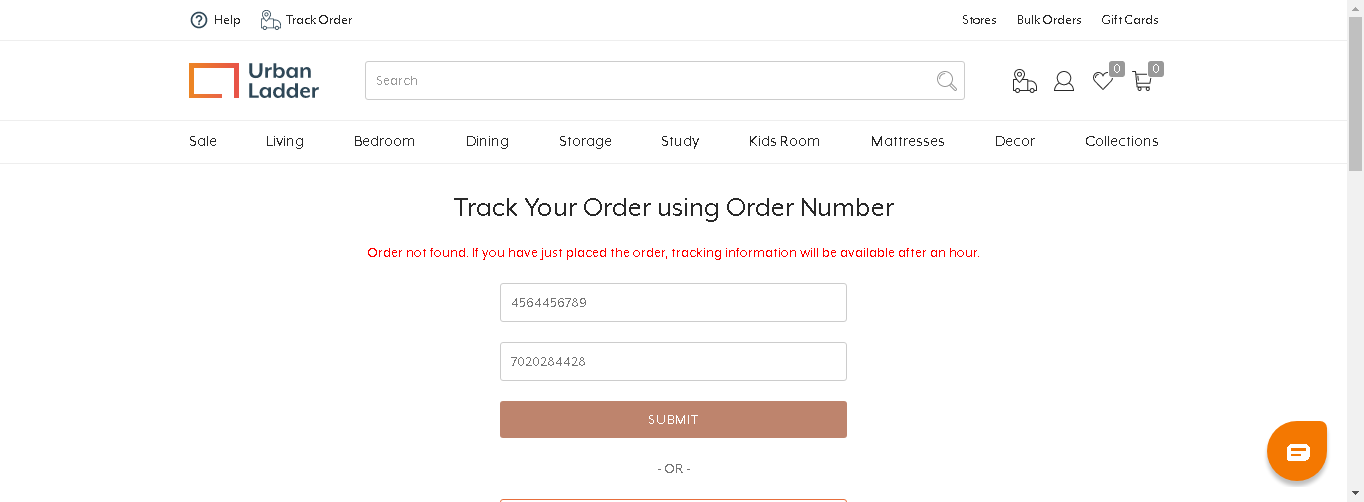 Help Track Order Stores Bulk Orders Gift Cards
Urban
Ladder
Search
0 0
Sale Living Bedroom Dining Storage Study Kids Room Mattresses Decor Collections
Track Your Order using Order Number
Order not found. If you have just placed the order, tracking information will be available after an hour.
4564456789
7020284428
SUBMIT
- OR -